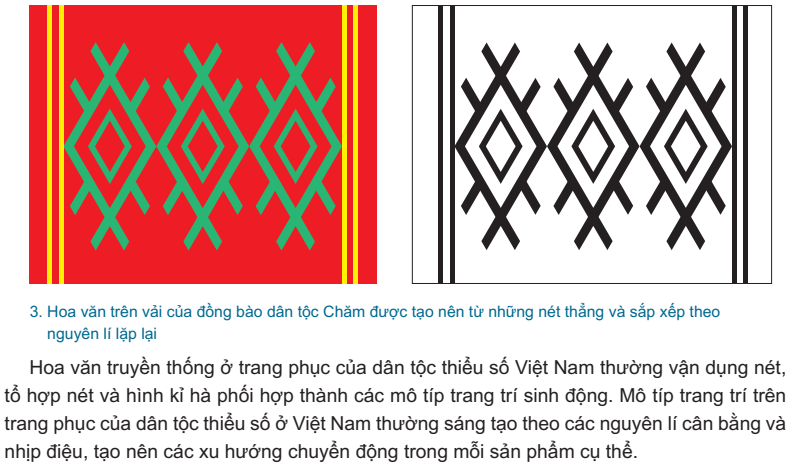 3. Hoa văn trên vải của đồng bào dân tộc Chăm được tạo nên từ những nét thẳng và sắp xếp theo
nguyên lí lặp lại
Hoa văn truyền thống ở trang phục của dân tộc thiểu số Việt Nam thường vận dụng nét,
tổ hợp nét và hình kỉ hà phối hợp thành các mô típ trang trí sinh động. Mô típ trang trí trên
trang phục của dân tộc thiểu số ở Việt Nam thường sáng tạo theo các nguyên lí cân bằng và
nhịp điệu, tạo nên các xu hướng chuyển động trong mỗi sản phẩm cụ thể.